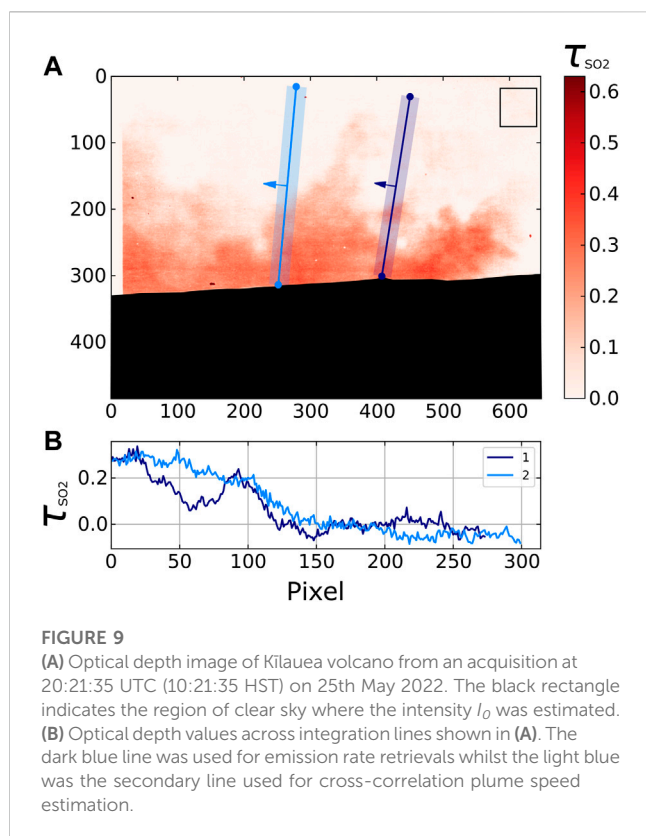 A
τSO2
0
100
200
300
400
0 100 200 300 400 500 600
0.6
0.5
0.4
0.3
0.2
0.1
0.0
B
τSO2
0.2
0.0
1
2
0 50 100 150 200 250 300
Pixel
FIGURE 9
(A) Optical depth image of Kīlauea volcano from an acquisition at
20:21:35 UTC (10:21:35 HST) on 25th May 2022. The black rectangle
indicates the region of clear sky where the intensity I0 was estimated.
(B) Optical depth values across integration lines shown in (A). The
dark blue line was used for emission rate retrievals whilst the light blue
was the secondary line used for cross-correlation plume speed
estimation.